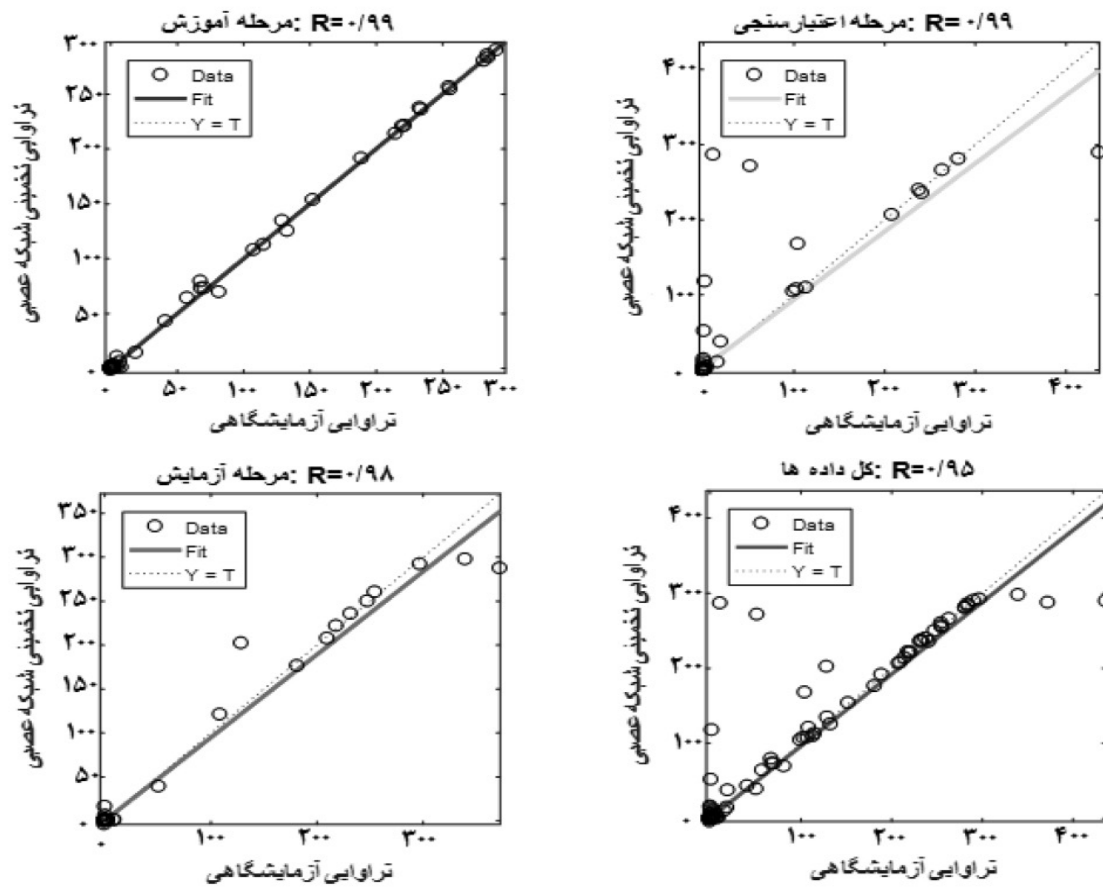 مرحله آموزش: R=۰/۹۹
۳۰۰
۲۵۰
۲۰۰
۱۵۰
۱۰۰
۵۰
۰
Data
Fit
Y = T
تراوایی تخمینی شبکه عصبی
۰ ۵۰ ۱۰۰ ۱۵۰ ۲۰۰ ۲۵۰ ۳۰۰
تراوایی آزمایشگاهی
مرحله اعتبارسنجی: R=۰/۹۹
۴۰۰
۳۰۰
۲۰۰
۱۰۰
۰
Data
Fit
Y = T
تراوایی تخمینی شبکه عصبی
۰ ۱۰۰ ۲۰۰ ۳۰۰ ۴۰۰
تراوایی آزمایشگاهی
مرحله آزمایش: R=۰/۹۸
۳۵۰
۳۰۰
۲۵۰
۲۰۰
۱۵۰
۱۰۰
۵۰
۰
Data
Fit
Y = T
تراوایی تخمینی شبکه عصبی
۰ ۱۰۰ ۲۰۰ ۳۰۰
تراوایی آزمایشگاهی
کل داده ها: R=۰/۹۵
۴۰۰
۳۰۰
۲۰۰
۱۰۰
۰
Data
Fit
Y = T
تراوایی تخمینی شبکه عصبی
۰ ۱۰۰ ۲۰۰ ۳۰۰ ۴۰۰
تراوایی آزمایشگاهی